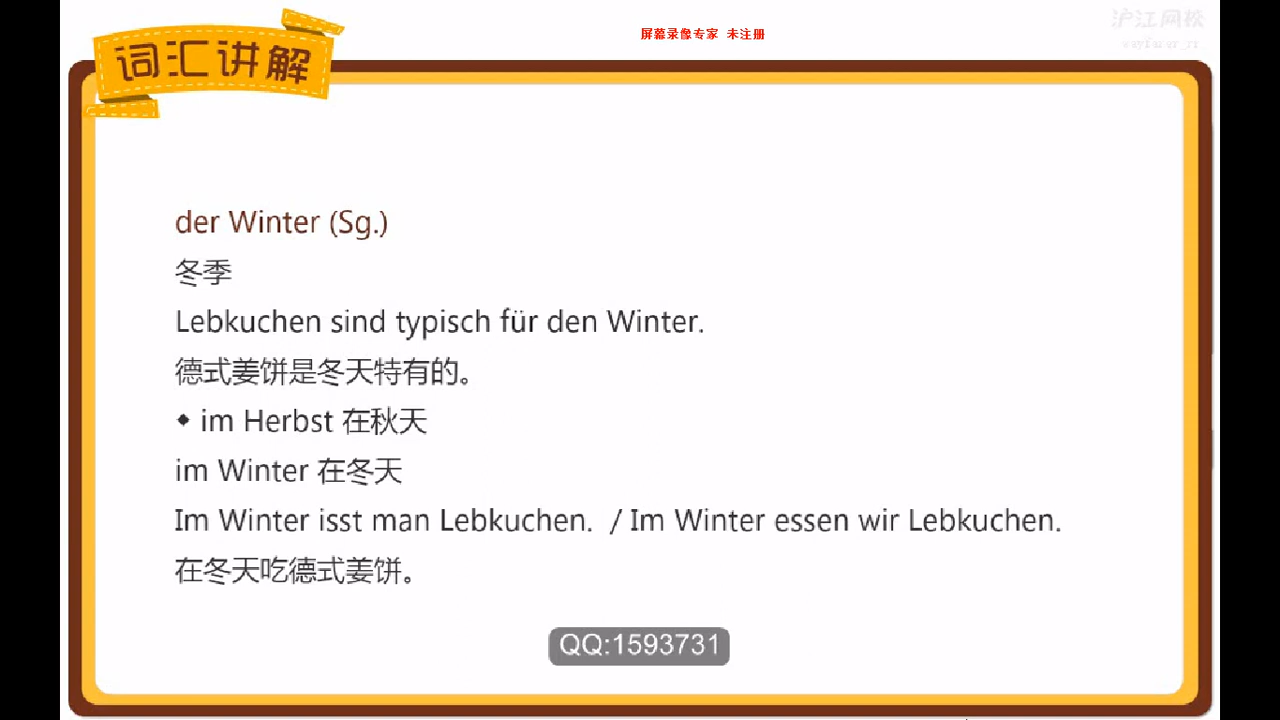 屏幕录像专家 未注册
沪江网校
词汇讲解
der Winter (Sg.)
冬季
Lebkuchen sind typisch für den Winter.
德式姜饼是冬天特有的。
◆ im Herbst 在秋天
im Winter 在冬天
Im Winter isst man Lebkuchen. / Im Winter essen wir Lebkuchen.
在冬天吃德式姜饼。
QQ:1593731